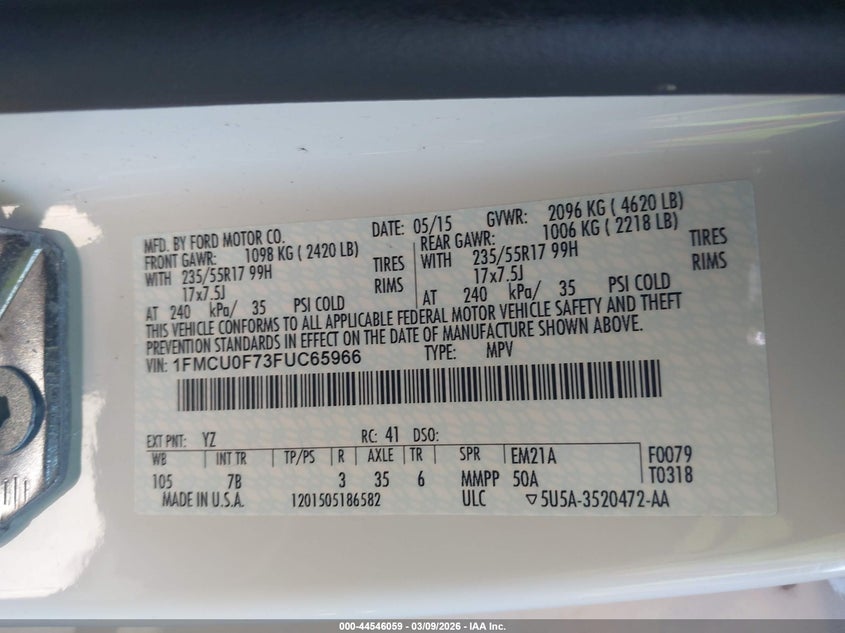 MFD. BY FORD MOTOR CO. DATE: 05/15 GVWR: 2096 KG ( 4620 LB)
FRONT GAWR: 1098 KG (2420 LB) REAR GAWR: 1006 KG ( 2218 LB)
WITH 235/55R17 99H TIRES WITH 235/55R17 99H TIRES
17x7.5J RIMS 17x7.5J RIMS
AT 240 kPa/ 35 PSI COLD AT 240 kPa/ 35 PSI COLD
THIS VEHICLE CONFORMS TO ALL APPLICABLE FEDERAL MOTOR VEHICLE SAFETY AND THEFT
PREVENTION STANDARDS IN EFFECT ON THE DATE OF MANUFACTURE SHOWN ABOVE.
VIN: 1FMCU0F73FUC65966 TYPE: MPV
EXT PNT: YZ RC: 41 DSO:
WB INT TR TP/PS R AXLE TR SPR EM21A F0079
105 7B 3 35 6 MMPP 50A T0318
MADE IN U.S.A. 1201505186582 ULC ▽5U5A-3520472-AA
000-44546059 - 03/09/2026 - IAA Inc.